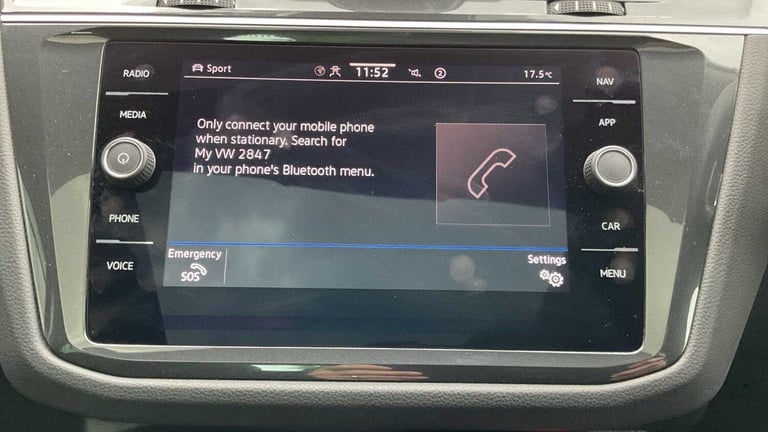 RADIO
MEDIA
PHONE
VOICE
Sport
11:52
2
17.5°C
Only connect your mobile phone
when stationary. Search for
My VW 2847
in your phone's Bluetooth menu.
Emergency
SOS
Settings
NAV
APP
CAR
MENU